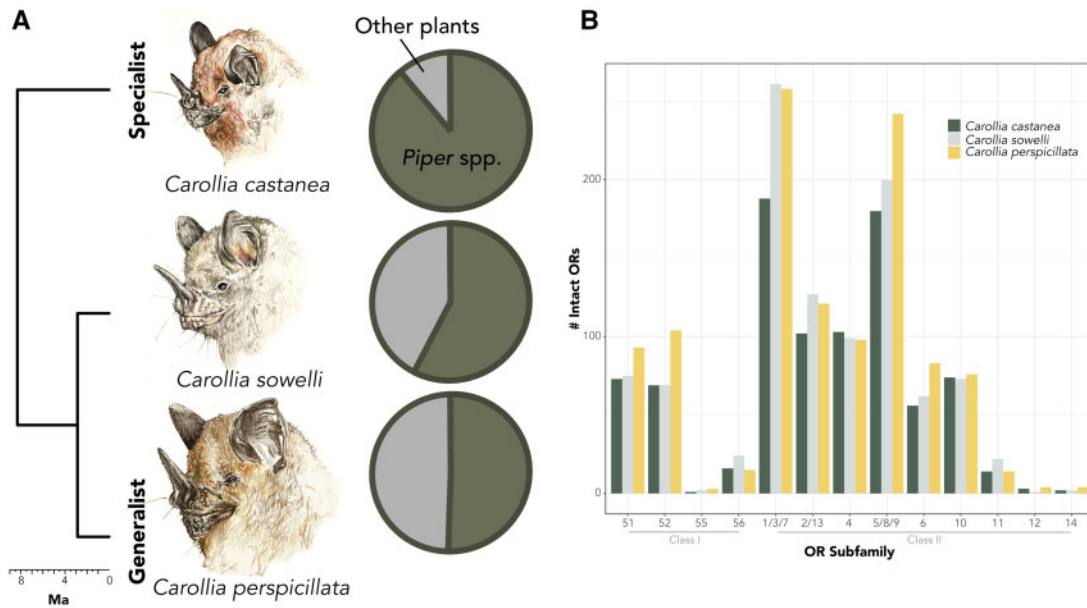 A
Specialist
Other plants
Piper spp.
Carollia castanea
Carollia sowelli
Generalist
Carollia perspicillata
8 4 0
Ma
B
# Intact ORs
200
100
0
Carollia castanea
Carollia sowelli
Carollia perspicillata
51 52 55 56 1/3/7 2/13 4 5/8/9 6 10 11 12 14
Class I Class II
OR Subfamily